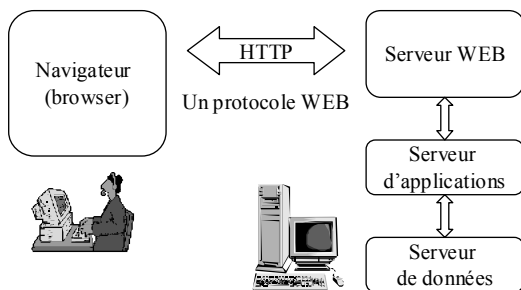 Navigateur
(browser)
HTTP
Un protocole WEB
Serveur WEB
Serveur
d'applications
Serveur
de données